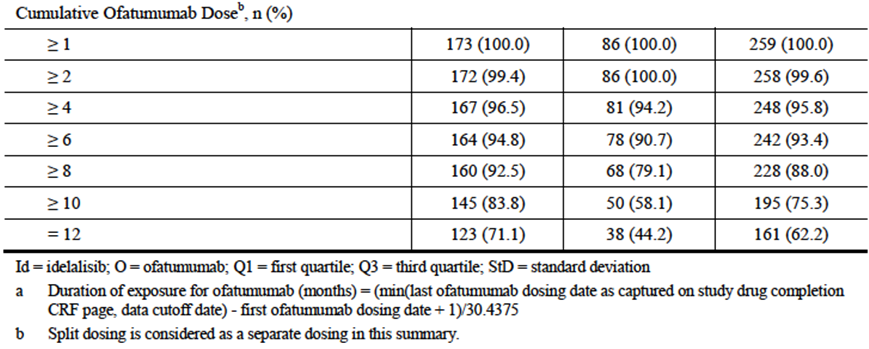 Cumulative Ofatumumab Doseb, n (%)
≥ 1 173 (100.0) 86 (100.0) 259 (100.0)
≥ 2 172 (99.4) 86 (100.0) 258 (99.6)
≥ 4 167 (96.5) 81 (94.2) 248 (95.8)
≥ 6 164 (94.8) 78 (90.7) 242 (93.4)
≥ 8 160 (92.5) 68 (79.1) 228 (88.0)
≥ 10 145 (83.8) 50 (58.1) 195 (75.3)
= 12 123 (71.1) 38 (44.2) 161 (62.2)
Id = idelalisib; O = ofatumumab; Q1 = first quartile; Q3 = third quartile; StD = standard deviation
a Duration of exposure for ofatumumab (months) = (min(last ofatumumab dosing date as captured on study drug completion
CRF page, data cutoff date) - first ofatumumab dosing date + 1)/30.4375
b Split dosing is considered as a separate dosing in this summary.